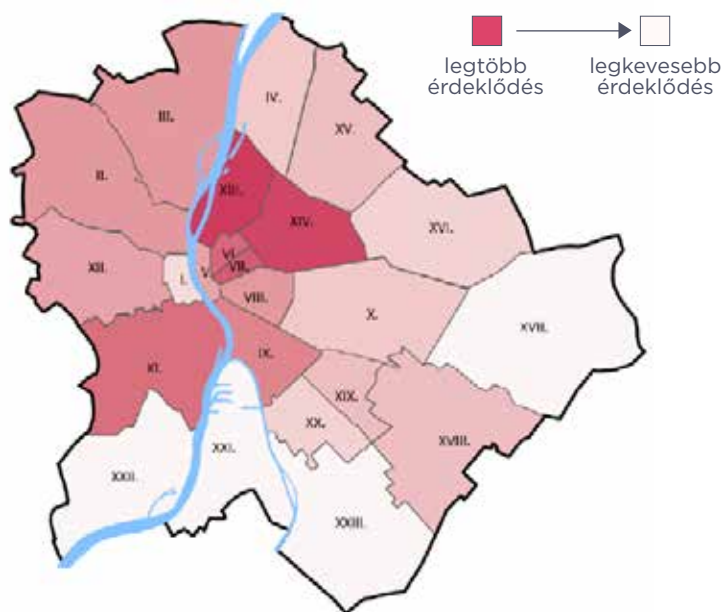 legtöbb
érdeklődés
legkevesebb
érdeklődés
IV.
III.
XV.
II.
XIII.
XIV.
XVI.
XII.
VI.
I.
V.
VII.
VIII.
X.
XVII.
XI.
IX.
XIX.
XX.
XVIII.
XXI.
XXII.
XXIII.